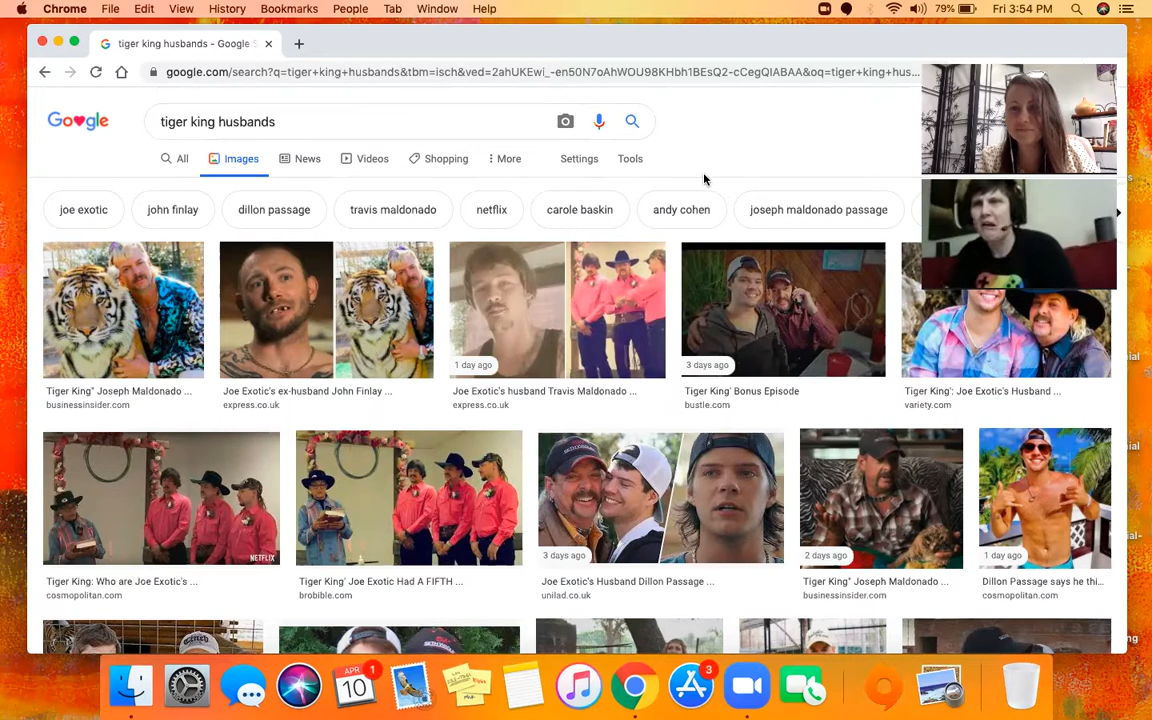 Chrome File Edit View History Bookmarks People Tab Window Help 79% Fri 3:54 PM
tiger king husbands - Google S
google.com/search?q=tiger+king+husbands&tbm=isch&ved=2ahUKEwi_-en50N7oAhWOU98KHbh1BEsQ2-cCegQIABAA&oq=tiger+king+hus...
tiger king husbands
All Images News Videos Shopping More Settings Tools
joe exotic john finlay dillon passage travis maldonado netflix carole baskin andy cohen joseph maldonado passage
1 day ago 3 days ago
Tiger King" Joseph Maldonado ... Joe Exotic's ex-husband John Finlay ... Joe Exotic's husband Travis Maldonado ... Tiger King' Bonus Episode Tiger King': Joe Exotic's Husband ...
businessinsider.com express.co.uk express.co.uk bustle.com variety.com
NETFLIX 3 days ago 2 days ago 1 day ago
Tiger King: Who are Joe Exotic's ... Tiger King' Joe Exotic Had A FIFTH ... Joe Exotic's Husband Dillon Passage ... Tiger King" Joseph Maldonado ... Dillon Passage says he thi...
cosmopolitan.com brobible.com unilad.co.uk businessinsider.com cosmopolitan.com
APR 1
10 3